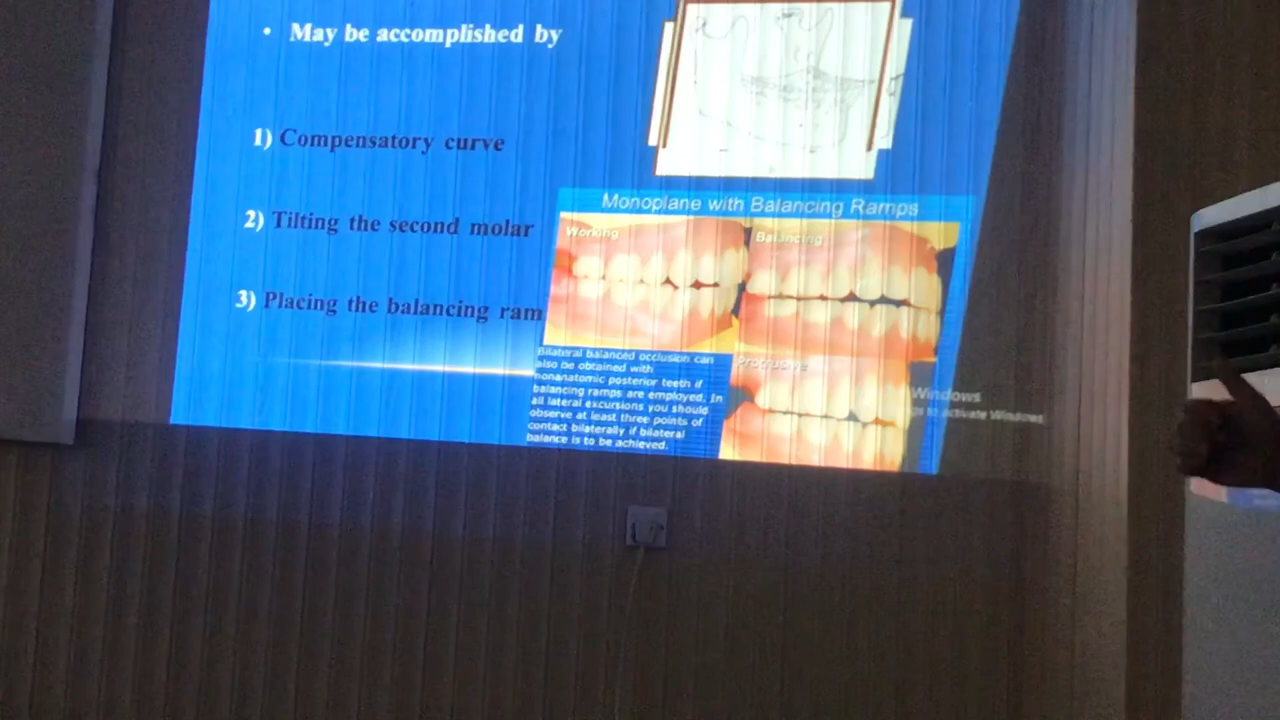 • May be accomplished by
1) Compensatory curve
2) Tilting the second molar
3) Placing the balancing ram
Monoplane with Balancing Ramps
Working
Balancing
Protrusive
Bilateral balanced occlusion can
also be obtained with
nonanatomic posterior teeth if
balancing ramps are employed. In
all lateral excursions you should
observe at least three points of
contact bilaterally if bilateral
balance is to be achieved.
Windows
to activate Windows